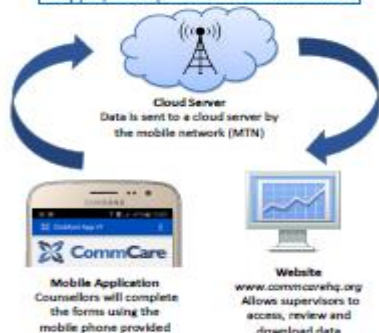 Cloud Server
Data is sent to a cloud server by
the mobile network (MTN)
SAMSUNG
CommCare
Mobile Application
Counsellors will complete
the forms using the
mobile phone provided
Website
www.commcarehq.org
Allows supervisors to
access, review and
download data